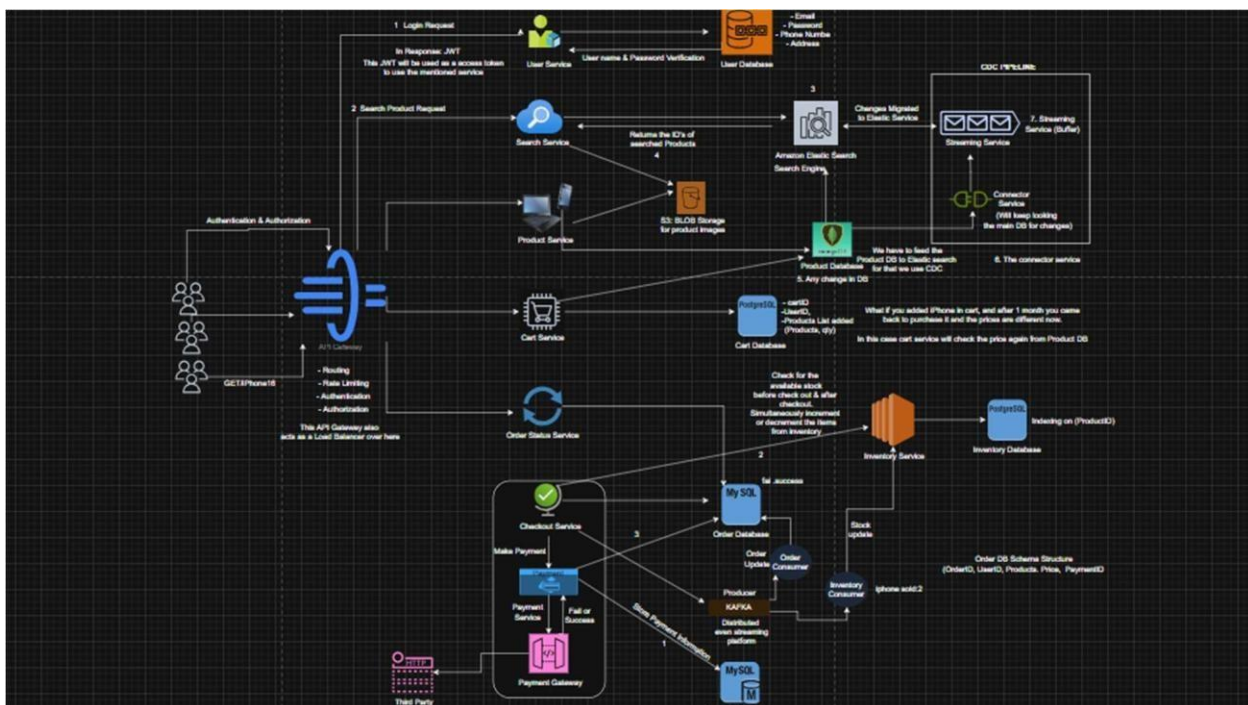 1 Login Request
In Response: JWT
This JWT will be used as a access token
to use the mentioned service
User Service
User name & Password Verification
User Database
- Email
- Password
- Phone Numbe
- Address
2 Search Product Request
Search Service
Returns the ID's of
searched Products
4
3
Amazon Elastic Search
Search Engine
Changes Migrated
to Elastic Service
CDC PIPELINE
Streaming Service
7. Streaming
Service (Buffer)
Connector
Service
(Will keep looking
the main DB for changes)
6. The connector service
Product Service
S3: BLOB Storage
for product images
Product Database
5. Any change in DB
We have to feed the
Product DB to Elastic search
for that we use CDC
Authentication & Authorization
API Gateway
GET/iPhone16
- Routing
- Rate Limiting
- Authentication
- Authorization
This API Gateway also
acts as a Load Balancer over here
Cart Service
PostgreSQL
Cart Database
- cartID
-UserID,
-Products List added
(Products, qty)
What if you added iPhone in cart, and after 1 month you came
back to purchase it and the prices are different now.
In this case cart service will check the price again from Product DB
Order Status Service
Check for the
available stock
before check out & after
checkout.
Simultaneously increment
or decrement the items
from inventory
2
Inventory Service
PostgreSQL
Inventory Database
Indexing on (ProductID)
Checkout Service
My SQL
Order Database
fai .success
3
Make Payment
Payment
Service
Fail or
Success
Payment Gateway
HTTP
Third Party
Store Payment Information
1
MySQL
M
Producer
KAFKA
Distributed
even streaming
platform
Order
Update
Order
Consumer
Inventory
Consumer
Stock
update
iphone sold:2
Order DB Schema Structure
(OrderID, UserID, Products. Price, PaymentID